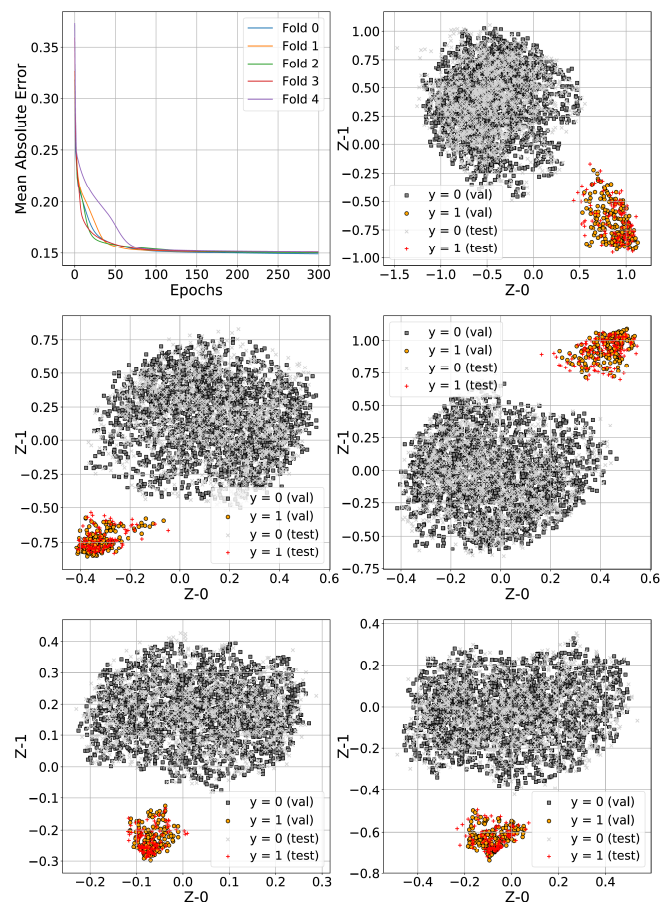 Mean Absolute Error
0.35
0.30
0.25
0.20
0.15
0 50 100 150 200 250 300
Epochs
Fold 0
Fold 1
Fold 2
Fold 3
Fold 4
Z-1
1.00
0.75
0.50
0.25
0.00
−0.25
−0.50
−0.75
−1.00
−1.5 −1.0 −0.5 0.0 0.5 1.0
Z-0
y = 0 (val)
y = 1 (val)
y = 0 (test)
y = 1 (test)
Z-1
0.75
0.50
0.25
0.00
−0.25
−0.50
−0.75
−0.4 −0.2 0.0 0.2 0.4 0.6
Z-0
y = 0 (val)
y = 1 (val)
y = 0 (test)
y = 1 (test)
Z-1
1.00
0.75
0.50
0.25
0.00
−0.25
−0.50
−0.75
−0.4 −0.2 0.0 0.2 0.4 0.6
Z-0
y = 0 (val)
y = 1 (val)
y = 0 (test)
y = 1 (test)
Z-1
0.4
0.3
0.2
0.1
0.0
−0.1
−0.2
−0.3
−0.2 −0.1 0.0 0.1 0.2 0.3
Z-0
y = 0 (val)
y = 1 (val)
y = 0 (test)
y = 1 (test)
Z-1
0.4
0.2
0.0
−0.2
−0.4
−0.6
−0.8
−0.4 −0.2 0.0 0.2 0.4
Z-0
y = 0 (val)
y = 1 (val)
y = 0 (test)
y = 1 (test)